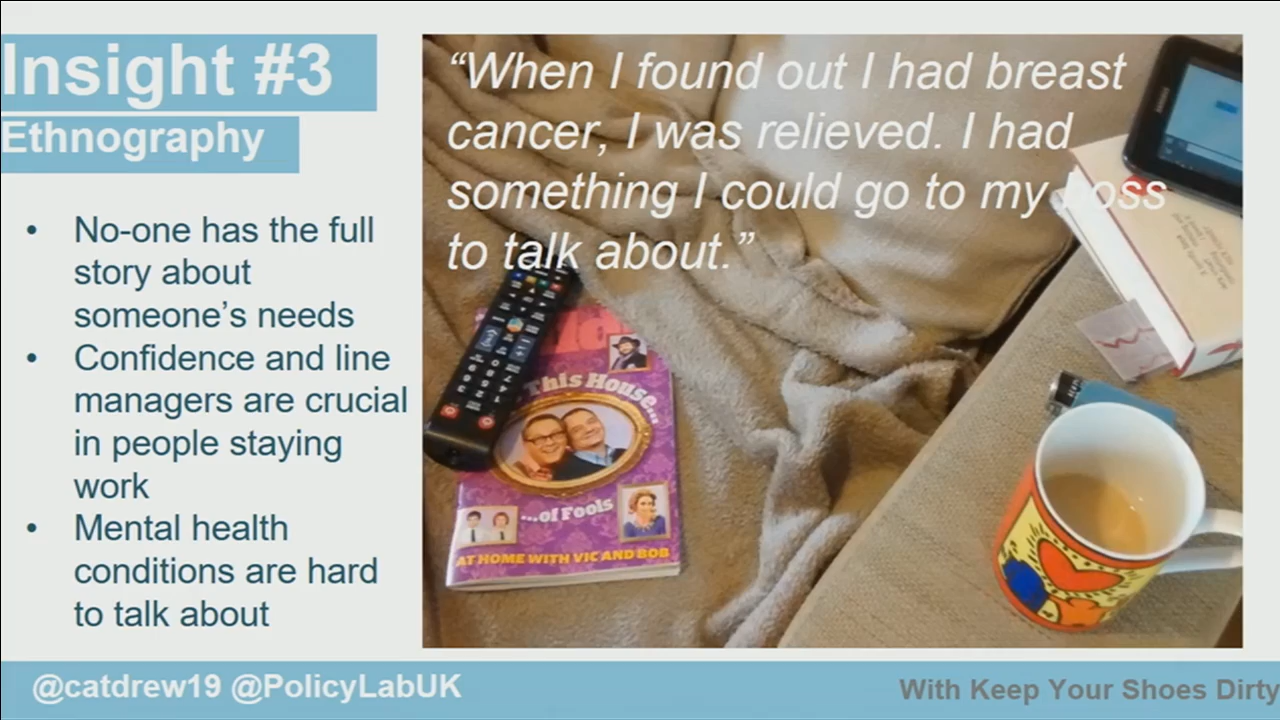 Insight #3
Ethnography
• No-one has the full
story about
someone’s needs
• Confidence and line
managers are crucial
in people staying
work
• Mental health
conditions are hard
to talk about
“When I found out I had breast
cancer, I was relieved. I had
something I could go to my boss
to talk about.”
SAMSUNG
This House...
...of Fools
AT HOME WITH VIC AND BOB
@catdrew19 @PolicyLabUK
With Keep Your Shoes Dirty